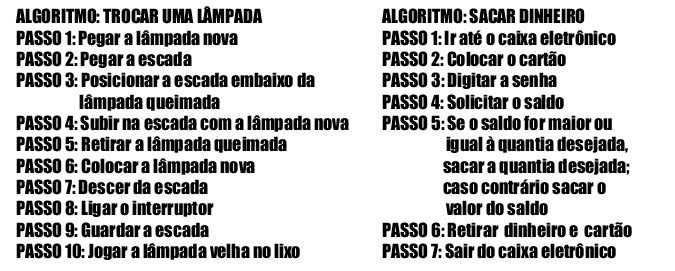 ALGORITMO: TROCAR UMA LÂMPADA
PASSO 1: Pegar a lâmpada nova
PASSO 2: Pegar a escada
PASSO 3: Posicionar a escada embaixo da
lâmpada queimada
PASSO 4: Subir na escada com a lâmpada nova
PASSO 5: Retirar a lâmpada queimada
PASSO 6: Colocar a lâmpada nova
PASSO 7: Descer da escada
PASSO 8: Ligar o interruptor
PASSO 9: Guardar a escada
PASSO 10: Jogar a lâmpada velha no lixo
ALGORITMO: SACAR DINHEIRO
PASSO 1: Ir até o caixa eletrônico
PASSO 2: Colocar o cartão
PASSO 3: Digitar a senha
PASSO 4: Solicitar o saldo
PASSO 5: Se o saldo for maior ou
igual à quantia desejada,
sacar a quantia desejada;
caso contrário sacar o
valor do saldo
PASSO 6: Retirar dinheiro e cartão
PASSO 7: Sair do caixa eletrônico